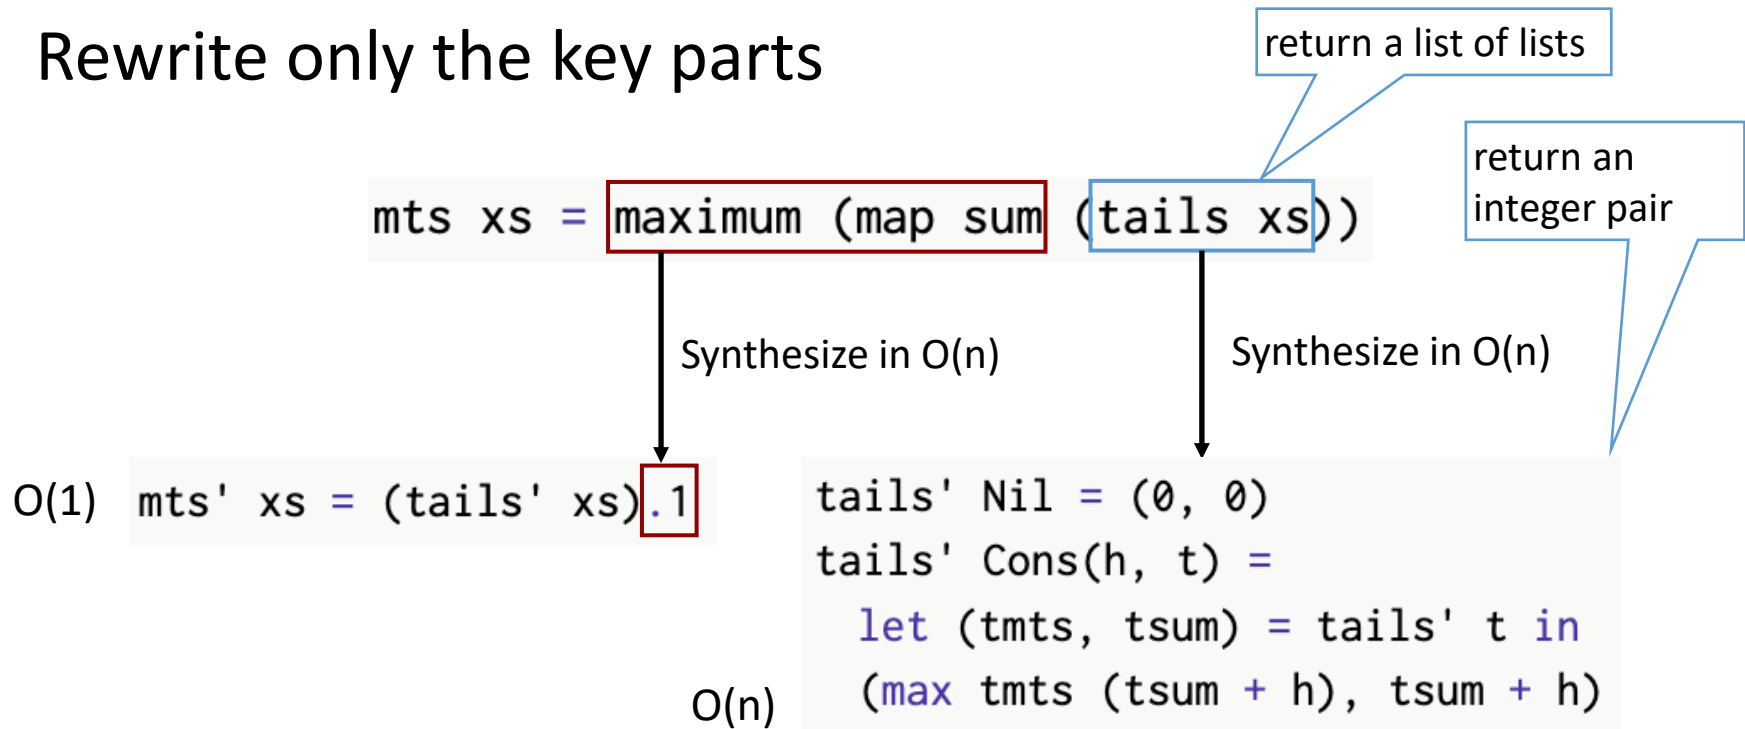 Rewrite only the key parts
return a list of lists
return an
integer pair
mts xs = maximum (map sum (tails xs))
Synthesize in O(n)
Synthesize in O(n)
O(1)
mts' xs = (tails' xs).1
tails' Nil = (0, 0)
tails' Cons(h, t) =
let (tmts, tsum) = tails' t in
(max tmts (tsum + h), tsum + h)
O(n)